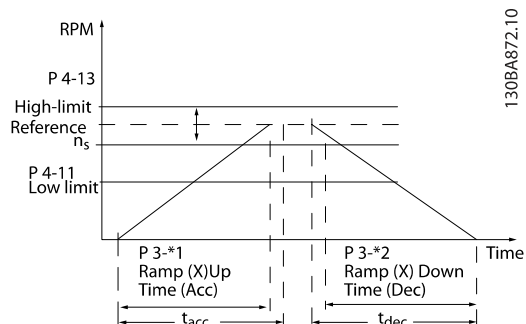 RPM
130BA872.10
P 4-13
High-limit
Reference
ns
P 4-11
Low limit
P 3-*1
Ramp (X)Up
Time (Acc)
P 3-*2
Ramp (X) Down
Time (Dec)
Time
tacc
tdec